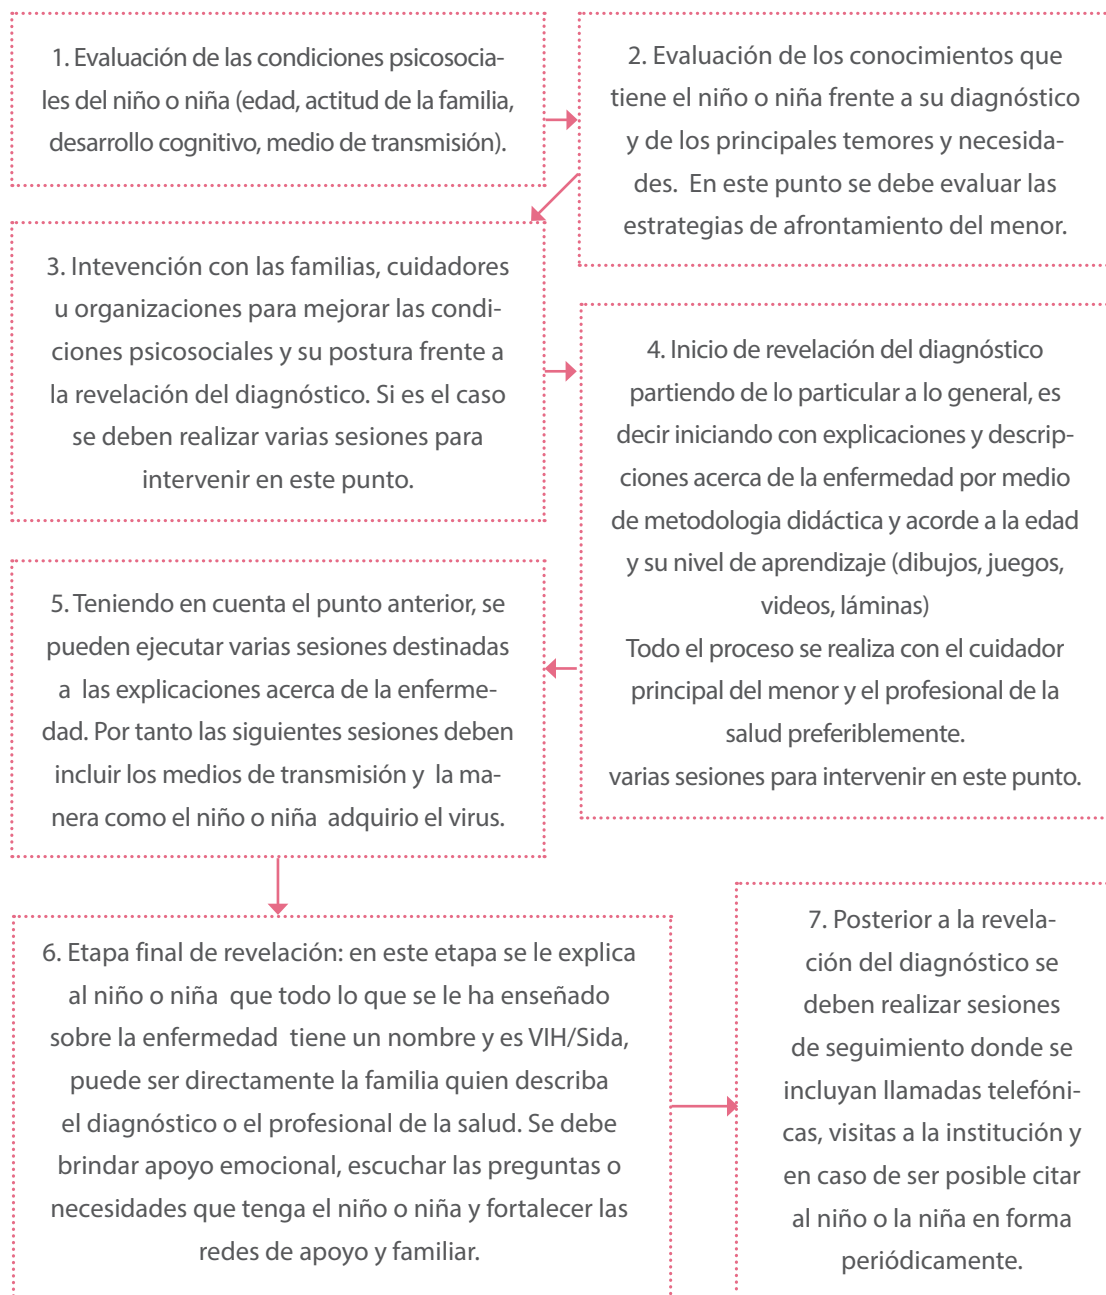 1. Evaluación de las condiciones psicosocia-
les del niño o niña (edad, actitud de la familia,
desarrollo cognitivo, medio de transmisión).
2. Evaluación de los conocimientos que
tiene el niño o niña frente a su diagnóstico
y de los principales temores y necesida-
des. En este punto se debe evaluar las
estrategias de afrontamiento del menor.
3. Intevención con las familias, cuidadores
u organizaciones para mejorar las condi-
ciones psicosociales y su postura frente a
la revelación del diagnóstico. Si es el caso
se deben realizar varias sesiones para
intervenir en este punto.
4. Inicio de revelación del diagnóstico
partiendo de lo particular a lo general, es
decir iniciando con explicaciones y descrip-
ciones acerca de la enfermedad por medio
de metodologia didáctica y acorde a la edad
y su nivel de aprendizaje (dibujos, juegos,
videos, láminas)
Todo el proceso se realiza con el cuidador
principal del menor y el profesional de la
salud preferiblemente.
varias sesiones para intervenir en este punto.
5. Teniendo en cuenta el punto anterior, se
pueden ejecutar varias sesiones destinadas
a las explicaciones acerca de la enferme-
dad. Por tanto las siguientes sesiones deben
incluir los medios de transmisión y la ma-
nera como el niño o niña adquirio el virus.
6. Etapa final de revelación: en este etapa se le explica
al niño o niña que todo lo que se le ha enseñado
sobre la enfermedad tiene un nombre y es VIH/Sida,
puede ser directamente la familia quien describa
el diagnóstico o el profesional de la salud. Se debe
brindar apoyo emocional, escuchar las preguntas o
necesidades que tenga el niño o niña y fortalecer las
redes de apoyo y familiar.
7. Posterior a la revela-
ción del diagnóstico se
deben realizar sesiones
de seguimiento donde se
incluyan llamadas telefóni-
cas, visitas a la institución y
en caso de ser posible citar
al niño o la niña en forma
periódicamente.